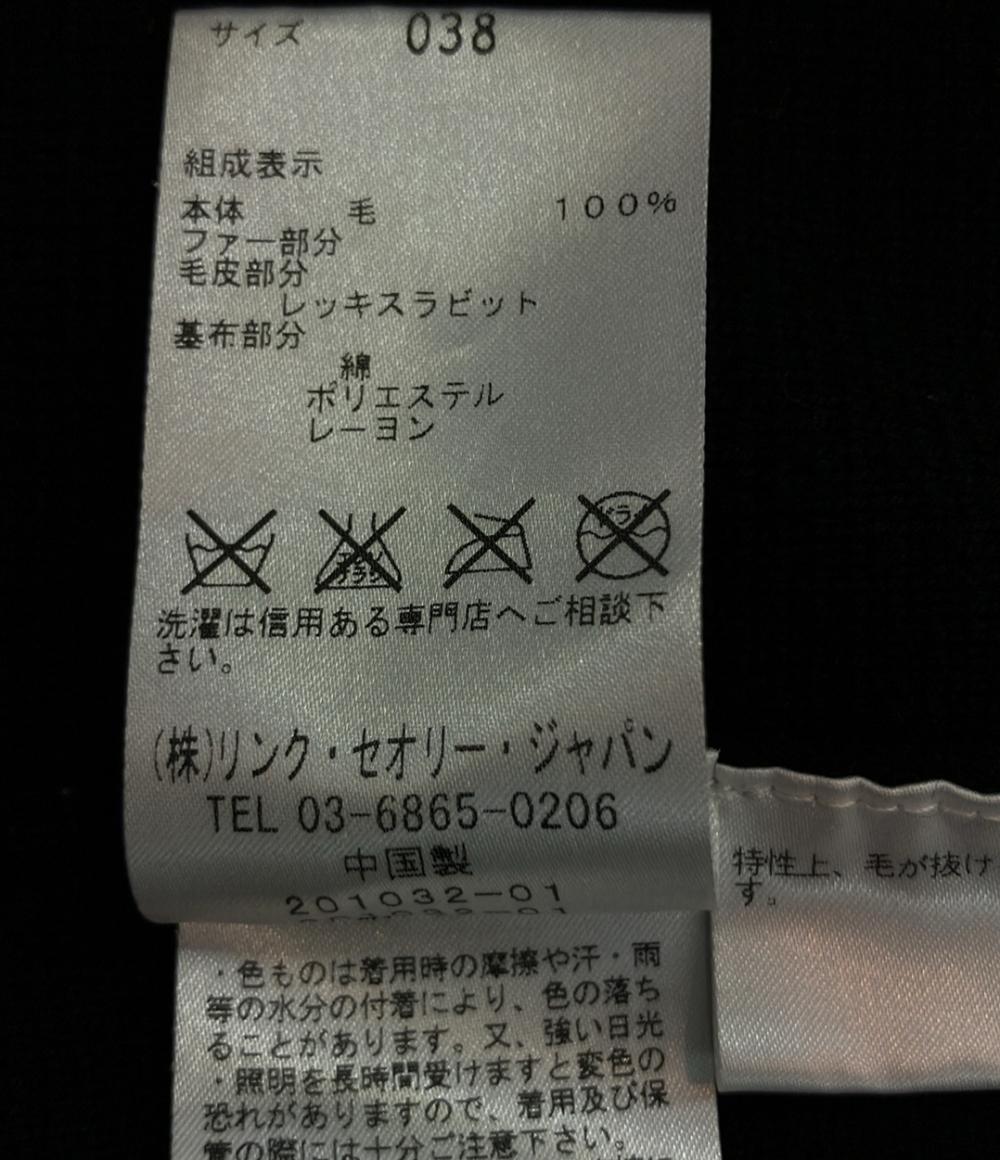 サイズ 038
組成表示
本体 毛 100%
ファー部分
毛皮部分
レッキスラビット
基布部分
綿
ポリエステル
レーヨン
洗濯は信用ある専門店へご相談下
さい。
(株)リンク・セオリー・ジャパン
TEL 03-6865-0206
中国製
201032-01
・色ものは着用時の摩擦や汗・雨
等の水分の付着により、色の落ち
ることがあります。又、強い日光
・照明を長時間受けますと変色の
恐れがありますので、着用及び保
管の際には十分ご注意下さい。
特性上、毛が抜け
す。